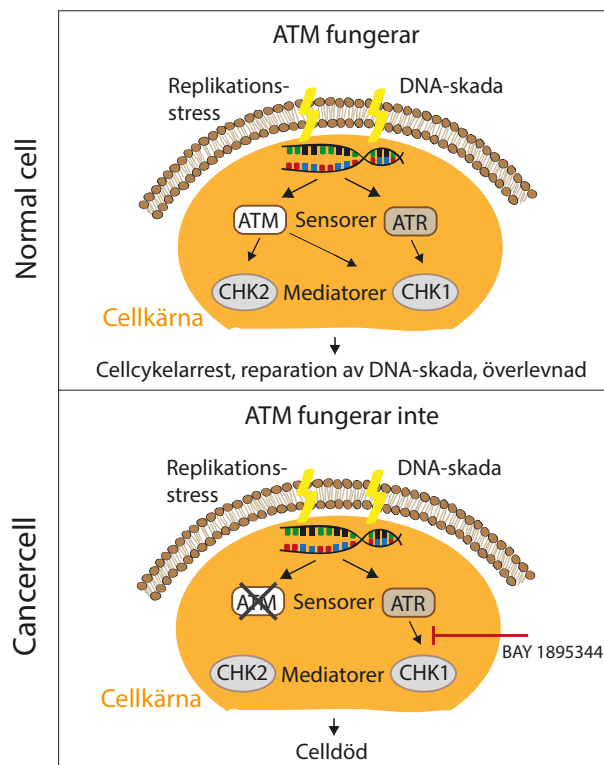 Normal cell
ATM fungerar
Replikations-
stress
DNA-skada
ATM
Sensorer
ATR
CHK2
Mediatorer
CHK1
Cellkärna
Cellcykelarrest, reparation av DNA-skada, överlevnad
Cancercell
ATM fungerar inte
Replikations-
stress
DNA-skada
ATM
Sensorer
ATR
BAY 1895344
CHK2
Mediatorer
CHK1
Cellkärna
Celldöd